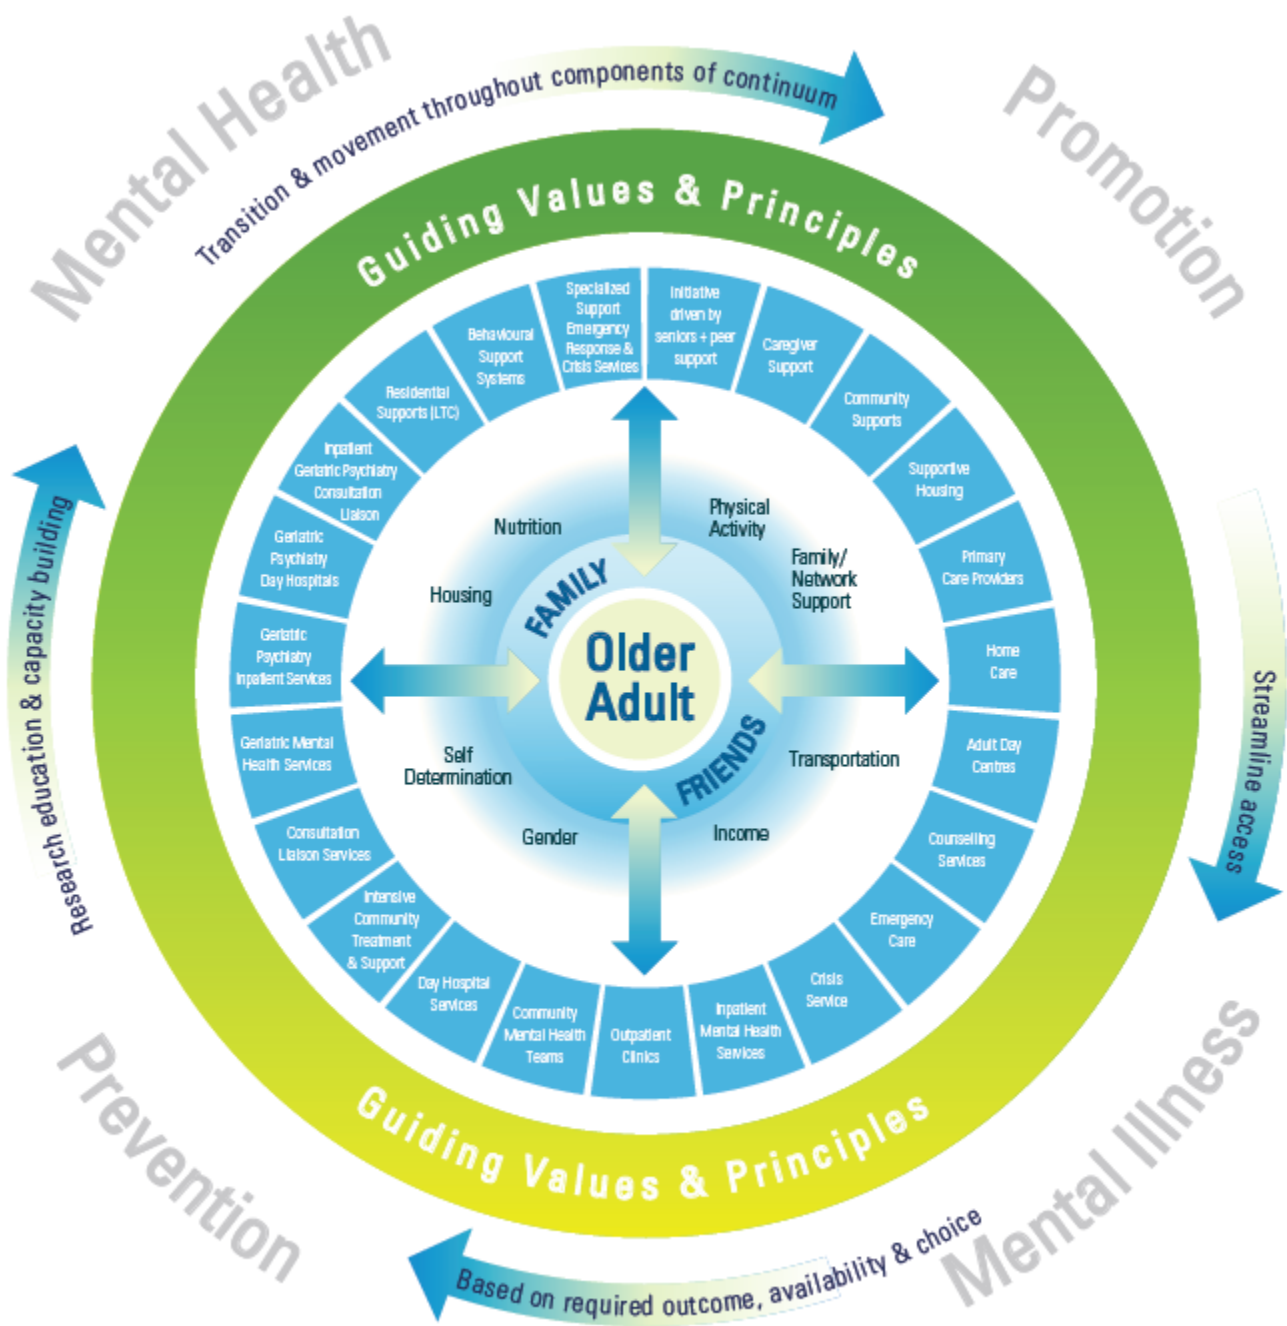 Mental Health
Promotion
Transition & movement throughout components of continuum
Guiding Values & Principles
Specialized
Support
Emergency
Response &
Crisis Services
Initiative
driven by
seniors + peer
support
Caregiver
Support
Community
Supports
Supportive
Housing
Primary
Care Providers
Home
Care
Adult Day
Centres
Counselling
Services
Emergency
Care
Crisis
Service
Inpatient
Mental Health
Services
Outpatient
Clinics
Community
Mental Health
Teams
Day Hospital
Services
Intensive
Community
Treatment
& Support
Consultation
Liaison Services
Geriatric Mental
Health Services
Geriatric
Psychiatry
Inpatient Services
Geriatric
Psychiatry
Day Hospitals
Inpatient
Geriatric Psychiatry
Consultation
Liaison
Residential
Supports (LTC)
Behavioural
Support
Systems
Nutrition
Physical
Activity
Housing
Family/
Network
Support
FAMILY
Older
Adult
FRIENDS
Self
Determination
Transportation
Gender
Income
Research education & capacity building
Streamline access
Guiding Values & Principles
Based on required outcome, availability & choice
Prevention
Mental Illness